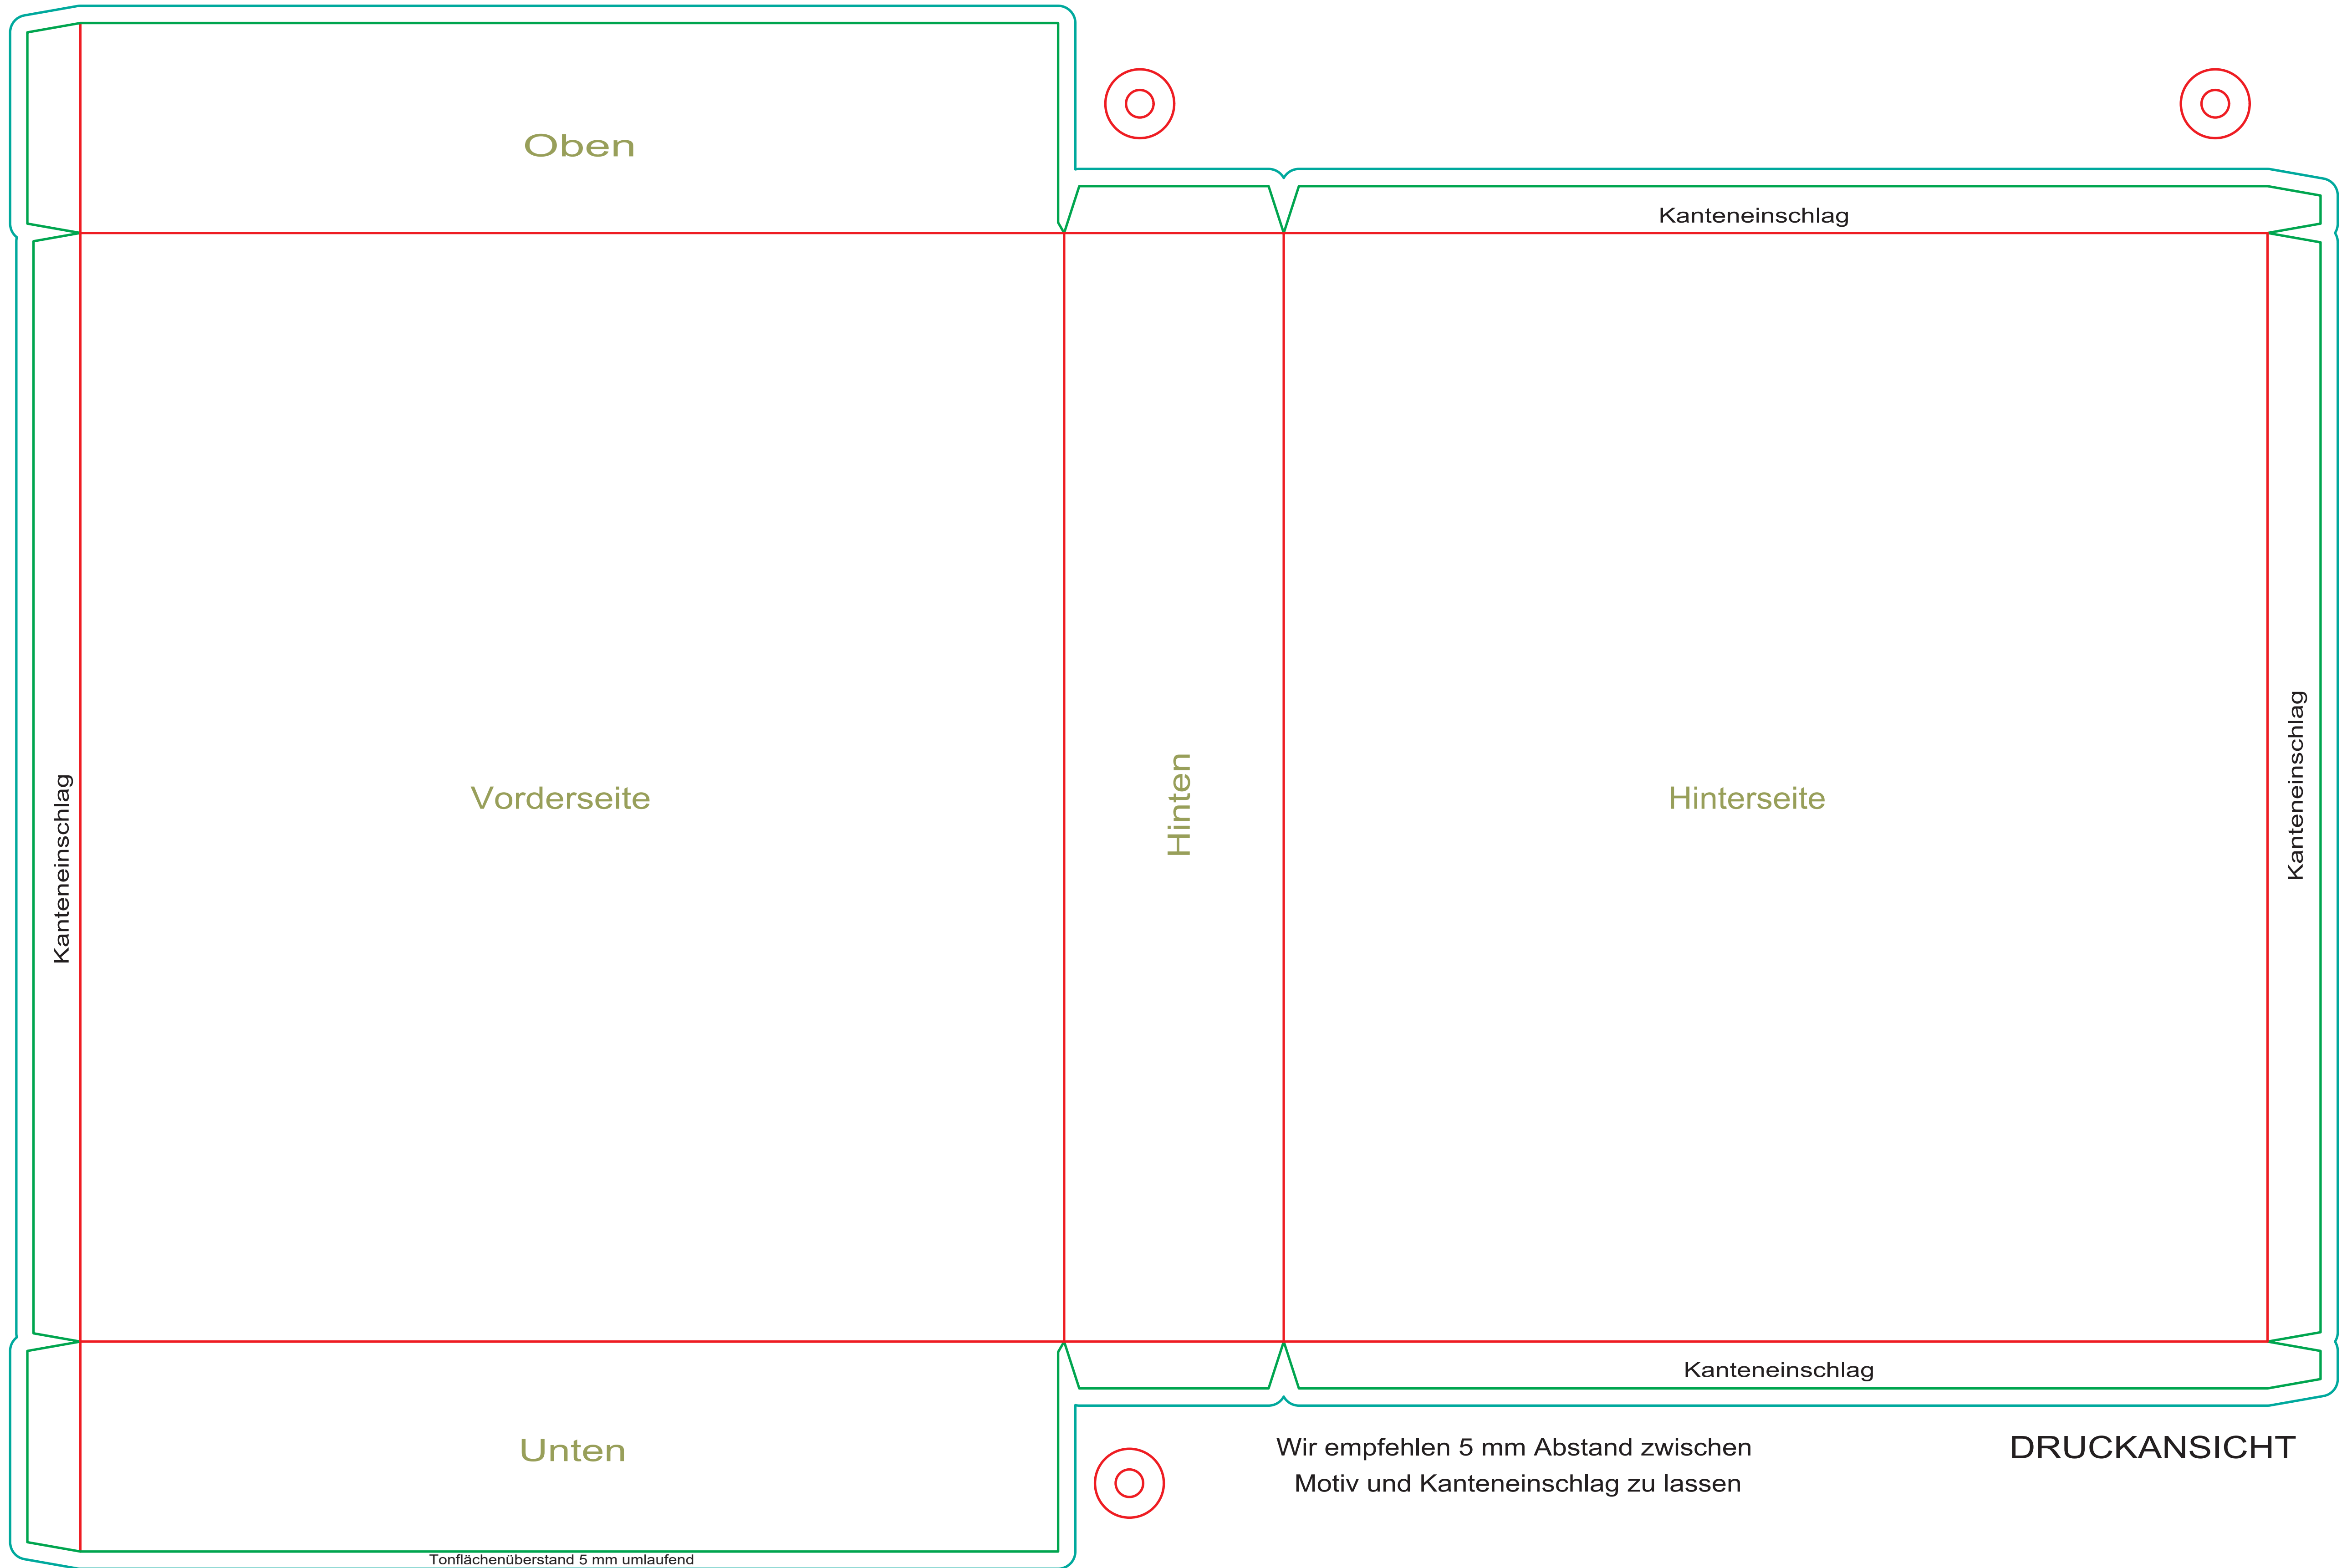 Oben
Kanteneinschlag
Kanteneinschlag
Vorderseite
Hinten
Hinterseite
Kanteneinschlag
Kanteneinschlag
Unten
Wir empfehlen 5 mm Abstand zwischen
Motiv und Kanteneinschlag zu lassen
DRUCKANSICHT
Tonflächenüberstand 5 mm umlaufend